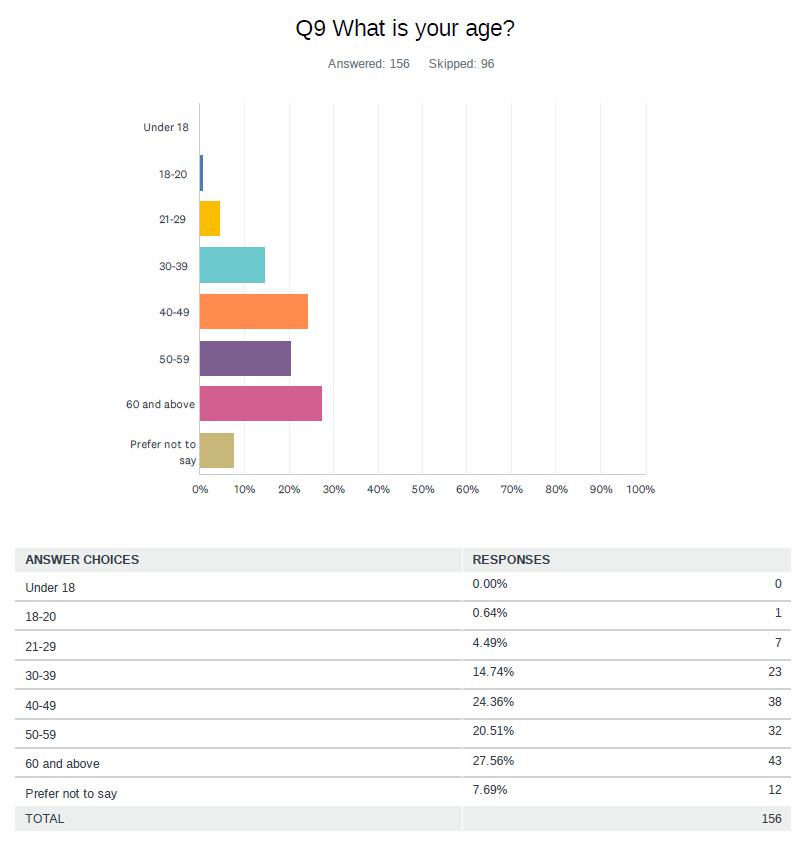 Q9 What is your age?
Answered: 156 Skipped: 96
Under 18
18-20
21-29
30-39
40-49
50-59
60 and above
Prefer not to
say
0% 10% 20% 30% 40% 50% 60% 70% 80% 90% 100%
ANSWER CHOICES RESPONSES
Under 18 0.00% 0
18-20 0.64% 1
21-29 4.49% 7
30-39 14.74% 23
40-49 24.36% 38
50-59 20.51% 32
60 and above 27.56% 43
Prefer not to say 7.69% 12
TOTAL 156